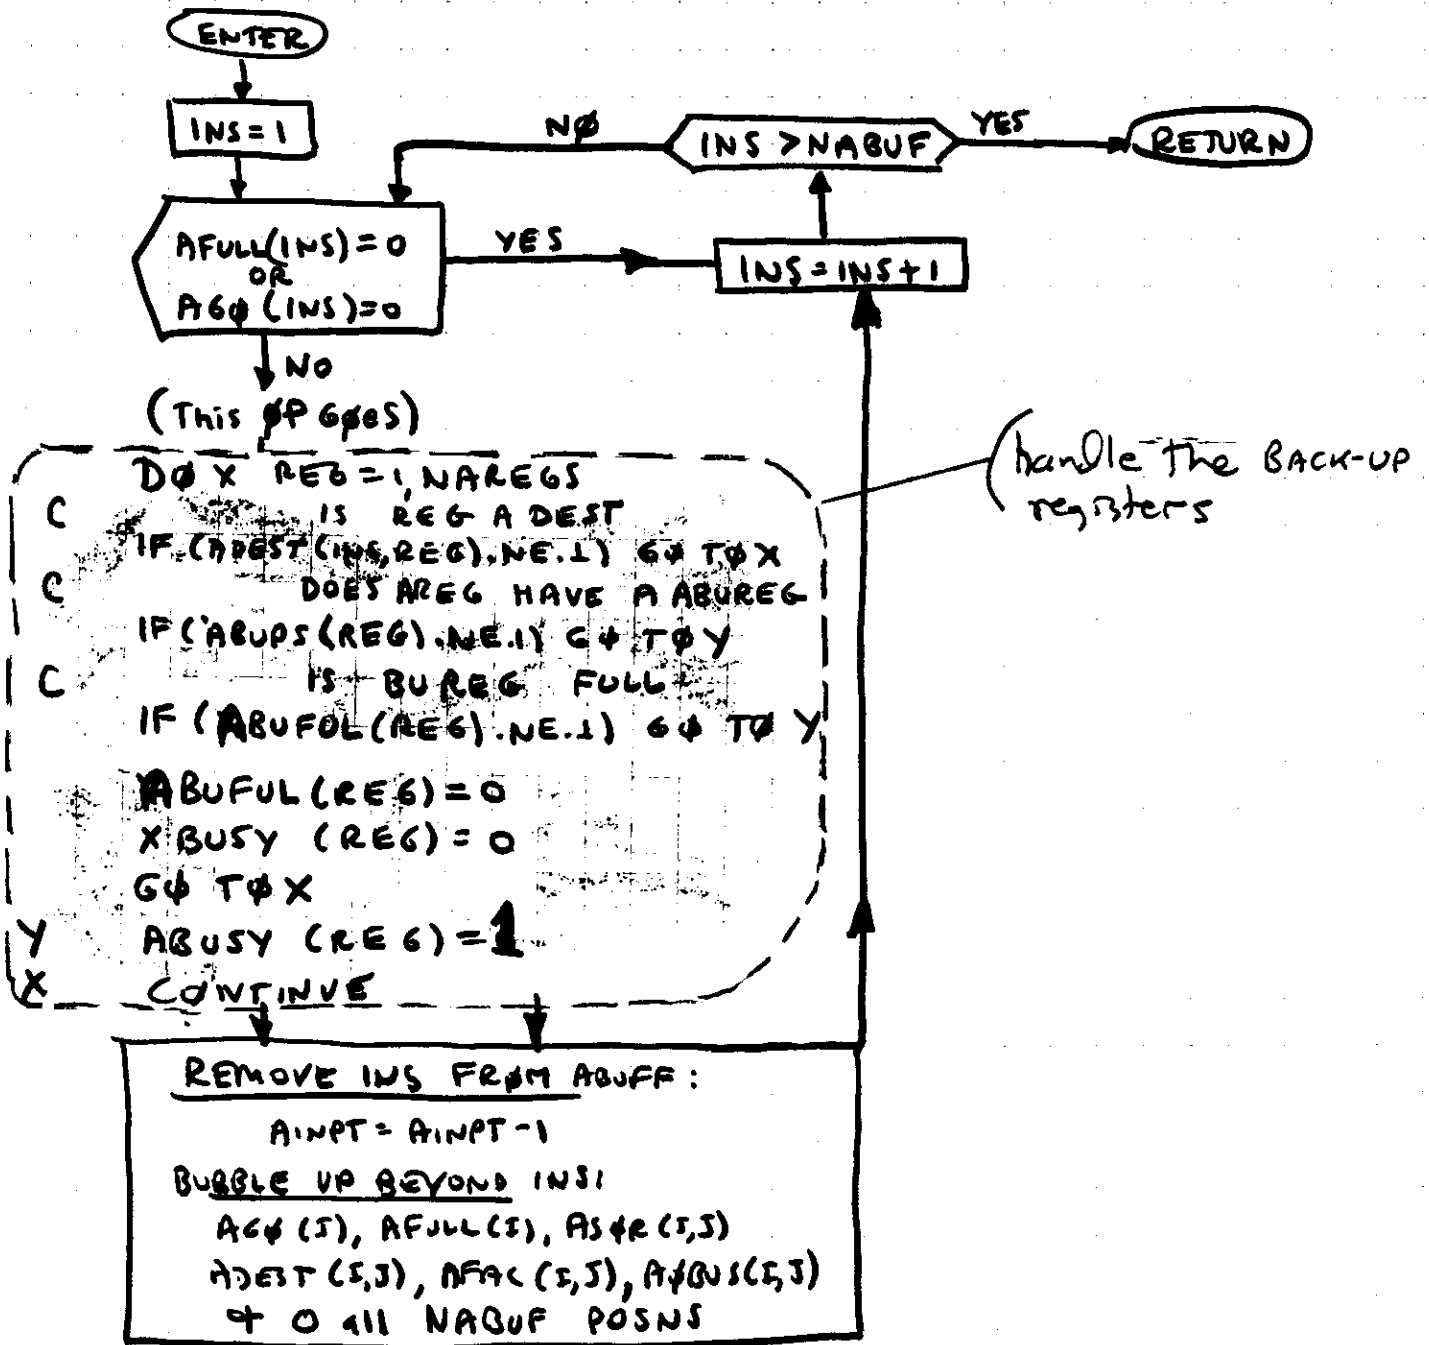 ENTER
INS=1
NØ
INS >NABUF
YES
RETURN
AFULL(INS)=0
OR
AGØ (INS)=0
YES
INS=INS+1
NO
(This ØP GØeS)
DØ X REG=1, NAREGS
C IS REG A DEST
IF (ADEST(INS,REG).NE.1) GØ TØ X
C DOES AREG HAVE A ABUREG
IF (ABUPS(REG).NE.1) GØ TØ Y
C IS BUREG FULL
IF (ABUFUL(REG).NE.1) GØ TØ Y
ABUFUL(REG)=0
XBUSY (REG)=0
GØ TØ X
Y ABUSY (REG)=1
X CØNTINUE
handle the BACK-UP
registers
REMOVE INS FRØM ABUFF:
AINPT = AINPT-1
BUBBLE UP BEYOND INS:
AGØ(I), AFULL(I), ASØR(I,J)
ADEST(I,J), AFAC(I,J), AØBUS(I,J)
+ 0 all NABUF POSNS